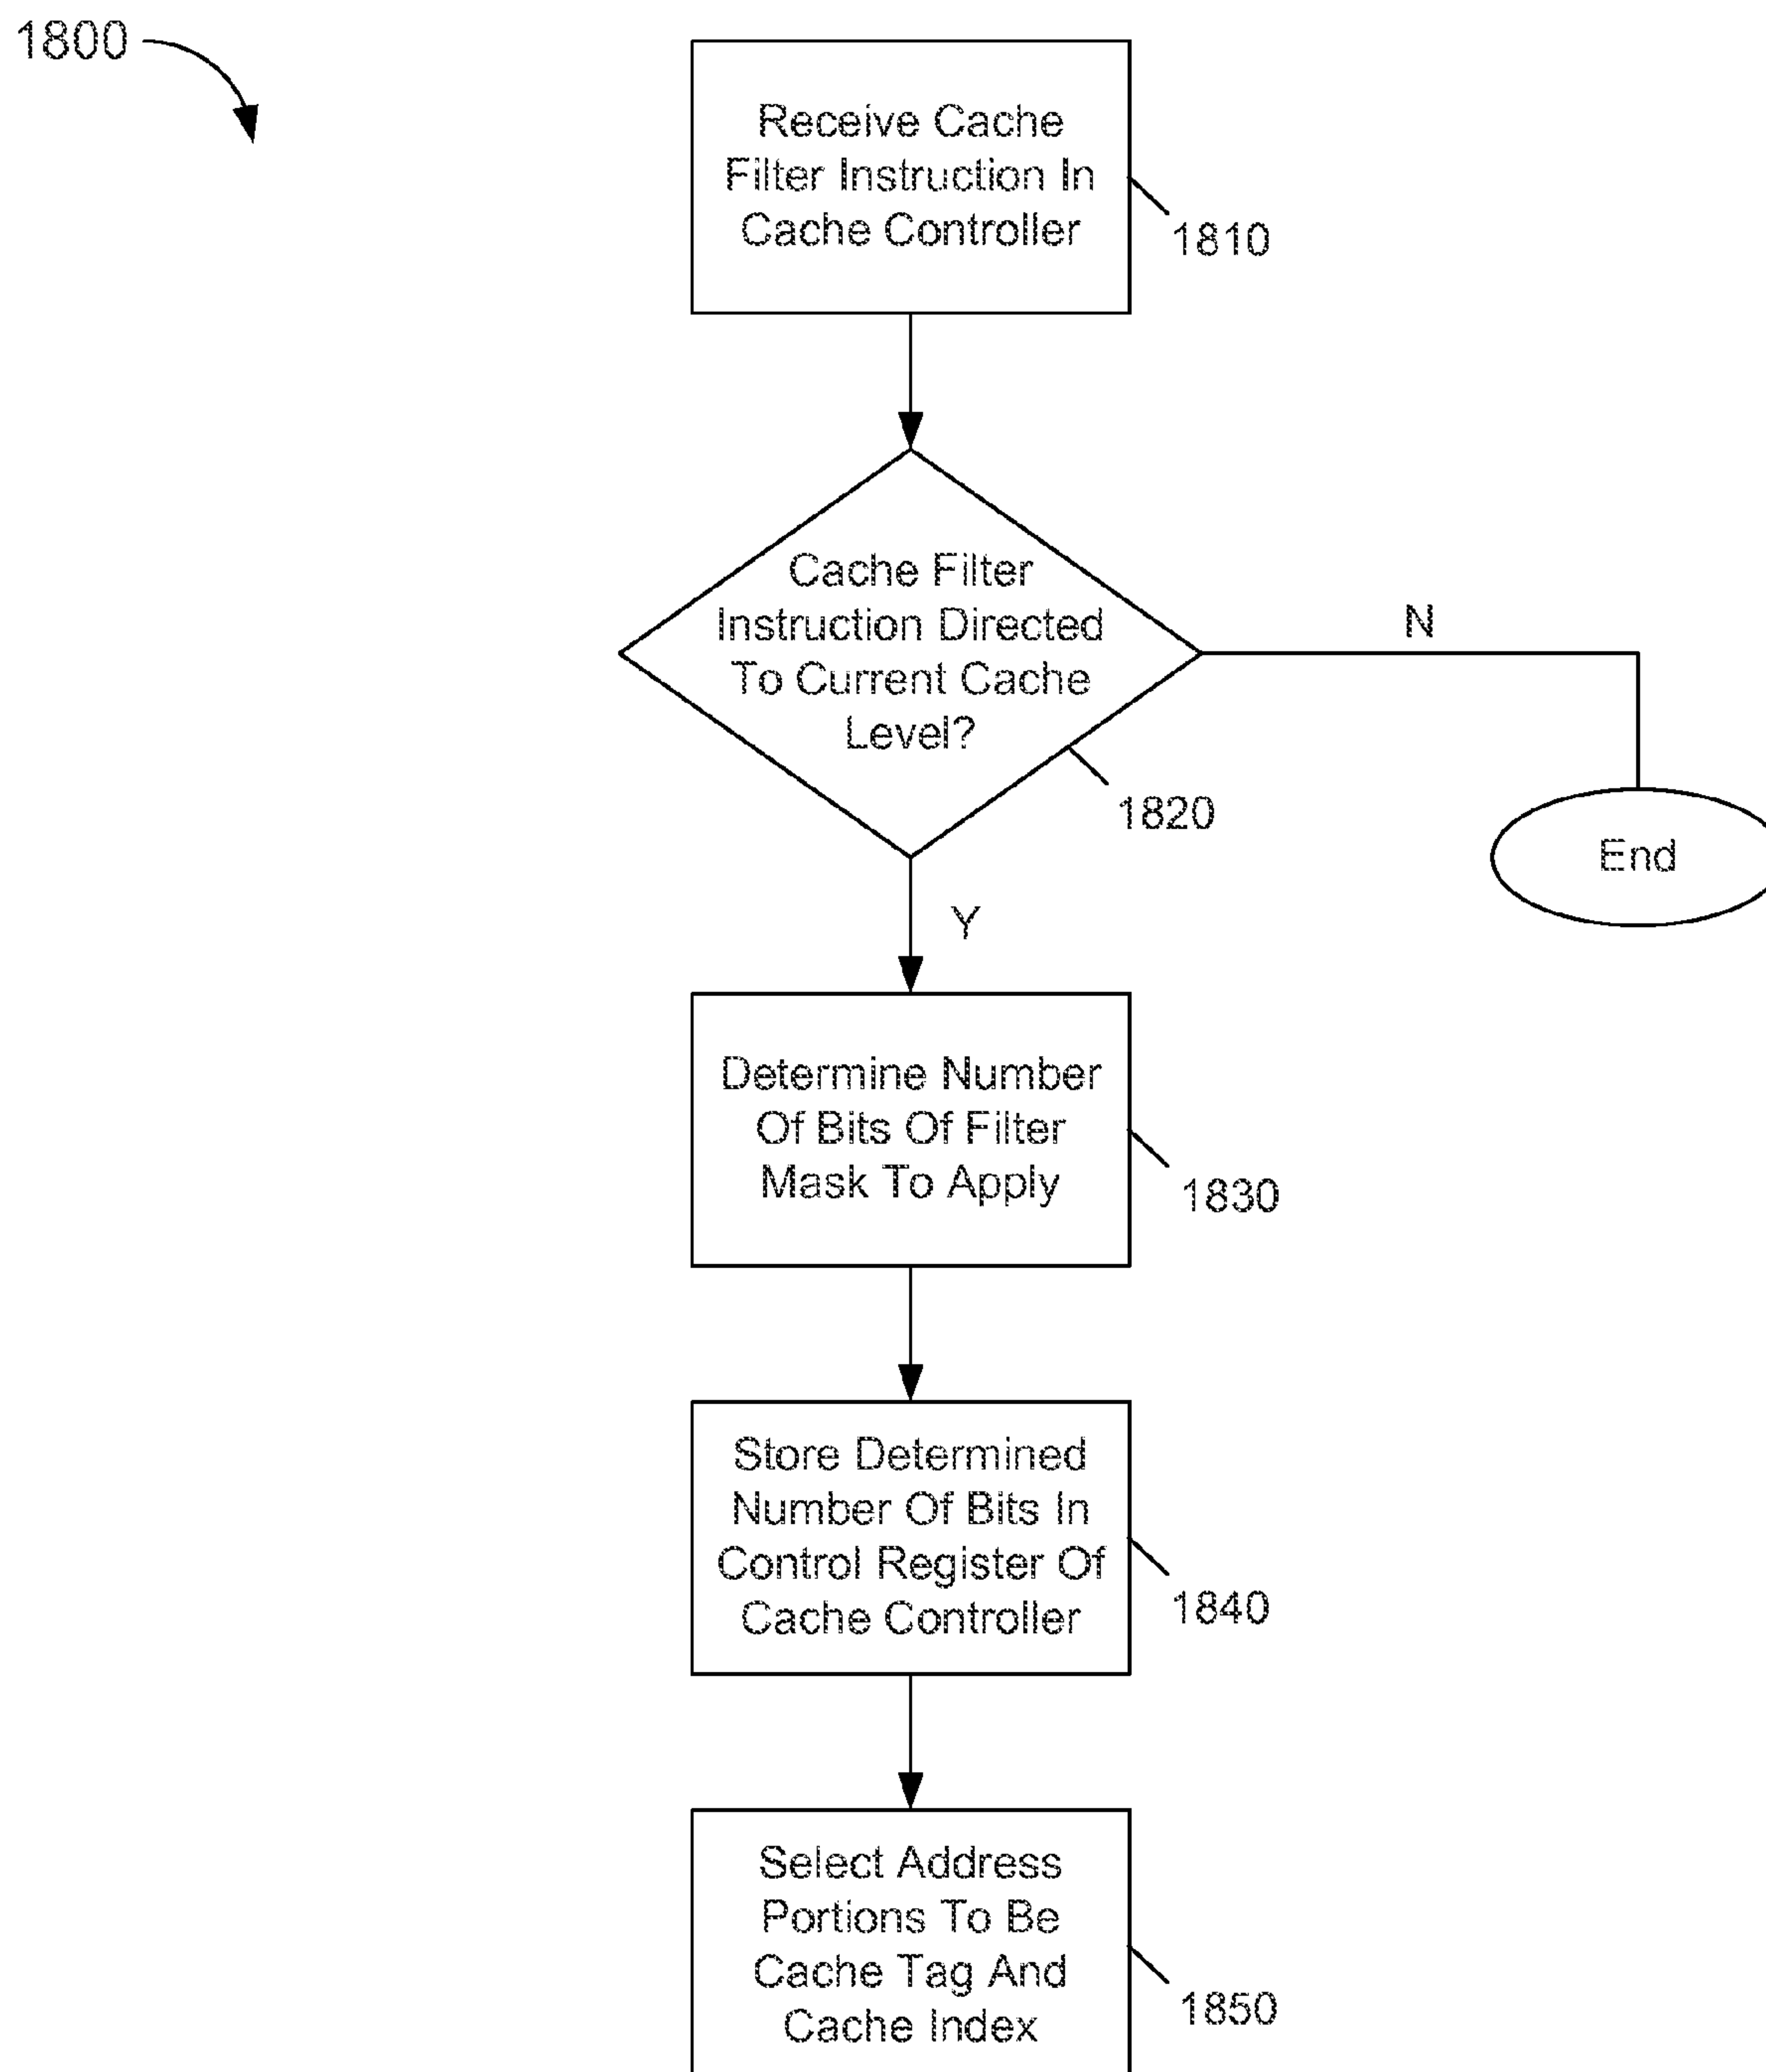 1800
Receive Cache
Filter Instruction In
Cache Controller
1810
Cache Filter
Instruction Directed
To Current Cache
Level?
N
1820
End
Y
Determine Number
Of Bits Of Filter
Mask To Apply
1830
Store Determined
Number Of Bits In
Control Register Of
Cache Controller
1840
Select Address
Portions To Be
Cache Tag And
Cache Index
1850